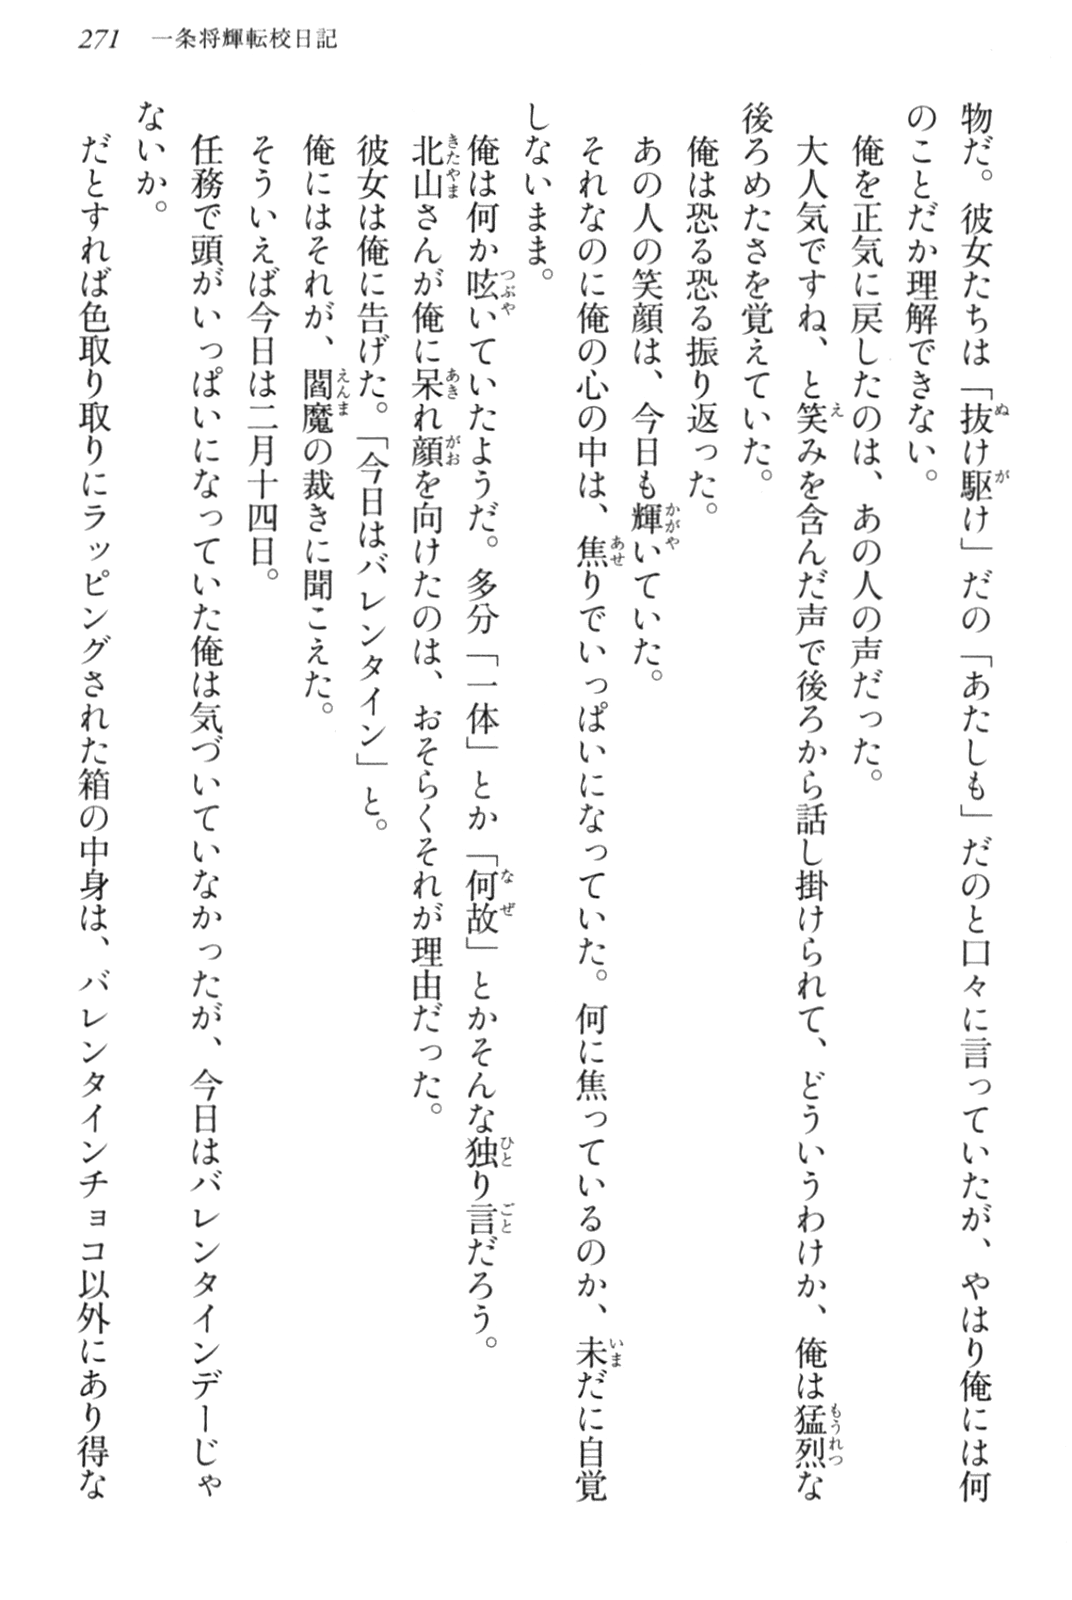 271 一条将輝転校日記
物だ。彼女たちは「抜け駆け」だの「あたしも」だのと口々に言っていたが、やはり俺には何
のことだか理解できない。
俺を正気に戻したのは、あの人の声だった。
大人気ですね、と笑みを含んだ声で後ろから話し掛けられて、どういうわけか、俺は猛烈な
後ろめたさを覚えていた。
俺は恐る恐る振り返った。
あの人の笑顔は、今日も輝いていた。
それなのに俺の心の中は、焦りでいっぱいになっていた。何に焦っているのか、未だに自覚
しないまま。
俺は何か呟いていたようだ。多分「一体」とか「何故」とかそんな独り言だろう。
北山さんが俺に呆れ顔を向けたのは、おそらくそれが理由だった。
彼女は俺に告げた。「今日はバレンタイン」と。
俺にはそれが、閻魔の裁きに聞こえた。
そういえば今日は二月十四日。
任務で頭がいっぱいになっていた俺は気づいていなかったが、今日はバレンタインデーじゃ
ないか。
だとすれば色取り取りにラッピングされた箱の中身は、バレンタインチョコ以外にあり得な